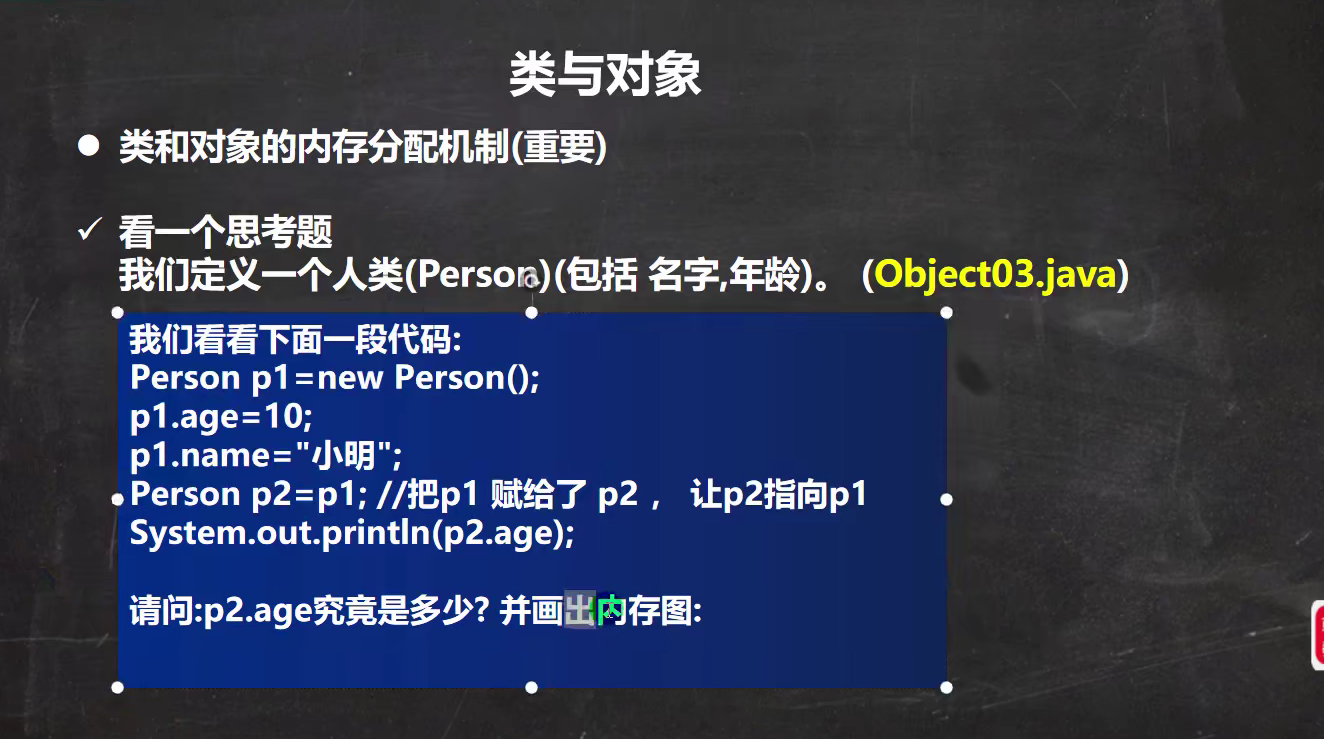 类与对象
类和对象的内存分配机制(重要)
看一个思考题
我们定义一个人类(Person)(包括 名字,年龄)。 (Object03.java)
我们看看下面一段代码:
Person p1=new Person();
p1.age=10;
p1.name="小明";
Person p2=p1; //把p1 赋给了 p2 ， 让p2指向p1
System.out.println(p2.age);
请问:p2.age究竟是多少? 并画出内存图: